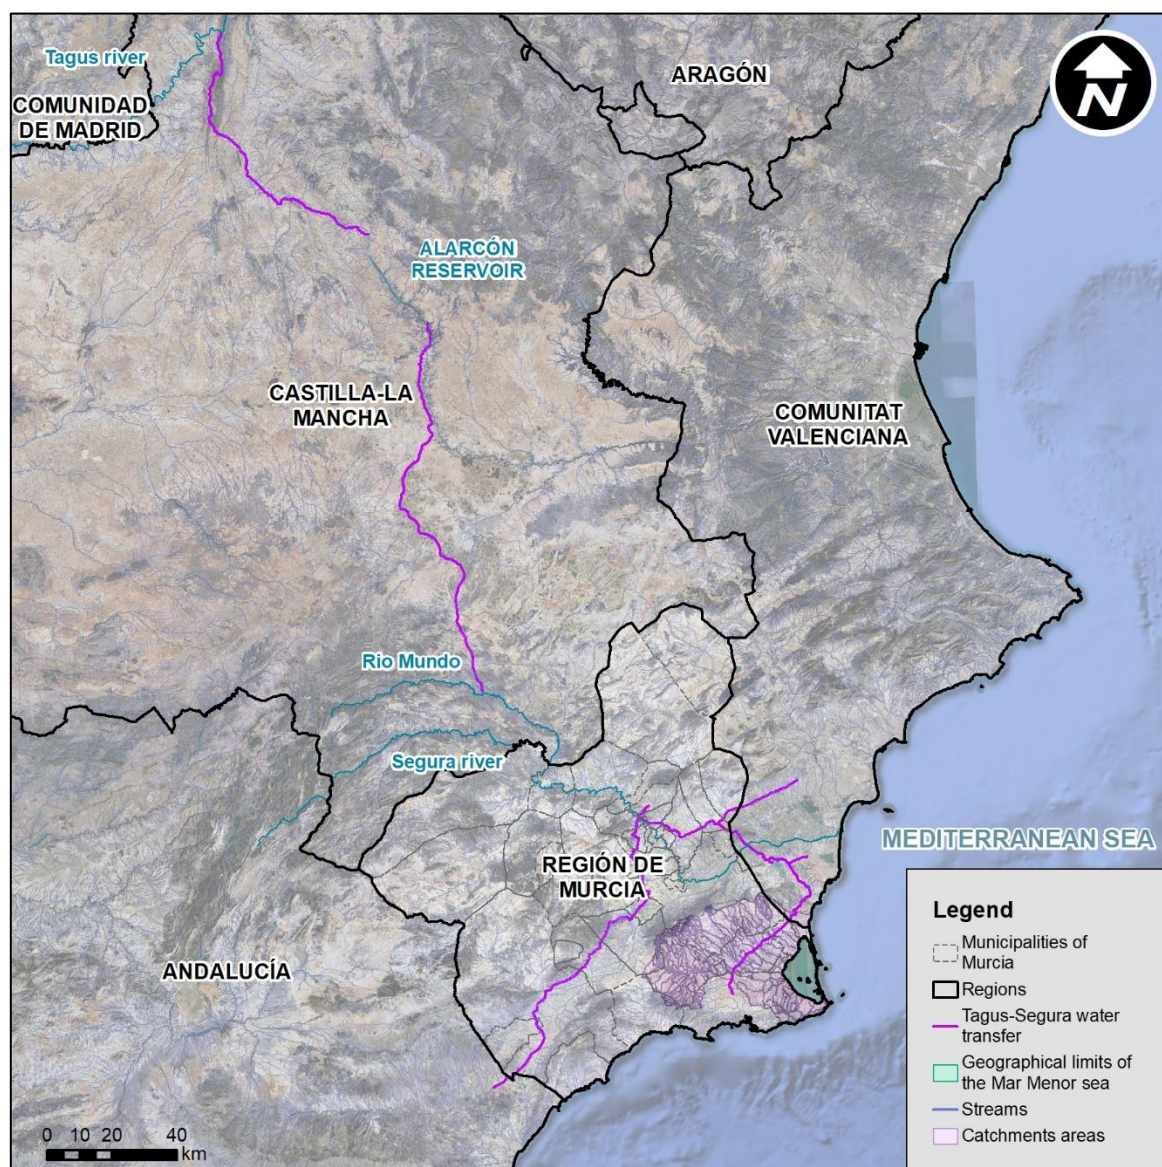 Tagus river
COMUNIDAD
DE MADRID
ARAGÓN
N
ALARCÓN
RESERVOIR
CASTILLA-LA
MANCHA
COMUNITAT
VALENCIANA
Rio Mundo
Segura river
MEDITERRANEAN SEA
REGIÓN DE
MURCIA
ANDALUCÍA
Legend
Municipalities of
Murcia
Regions
Tagus-Segura water
transfer
Geographical limits of
the Mar Menor sea
Streams
Catchments areas
0 10 20 40
km